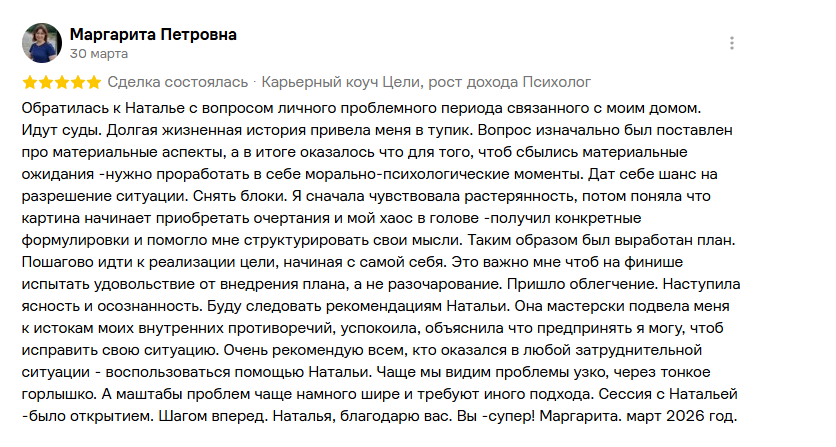 Маргарита Петровна
30 марта
Сделка состоялась · Карьерный коуч Цели, рост дохода Психолог
Обратилась к Наталье с вопросом личного проблемного периода связанного с моим домом.
Идут суды. Долгая жизненная история привела меня в тупик. Вопрос изначально был поставлен
про материальные аспекты, а в итоге оказалось что для того, чтоб сбылись материальные
ожидания -нужно проработать в себе морально-психологические моменты. Дат себе шанс на
разрешение ситуации. Снять блоки. Я сначала чувствовала растерянность, потом поняла что
картина начинает приобретать очертания и мой хаос в голове -получил конкретные
формулировки и помогло мне структурировать свои мысли. Таким образом был выработан план.
Пошагово идти к реализации цели, начиная с самой себя. Это важно мне чтоб на финише
испытать удовольствие от внедрения плана, а не разочарование. Пришло облегчение. Наступила
ясность и осознанность. Буду следовать рекомендациям Натальи. Она мастерски подвела меня
к истокам моих внутренних противоречий, успокоила, объяснила что предпринять я могу, чтоб
исправить свою ситуацию. Очень рекомендую всем, кто оказался в любой затруднительной
ситуации - воспользоваться помощью Натальи. Чаще мы видим проблемы узко, через тонкое
горлышко. А маштабы проблем чаще намного шире и требуют иного подхода. Сессия с Натальей
-было открытием. Шагом вперед. Наталья, благодарю вас. Вы -супер! Маргарита. март 2026 год.